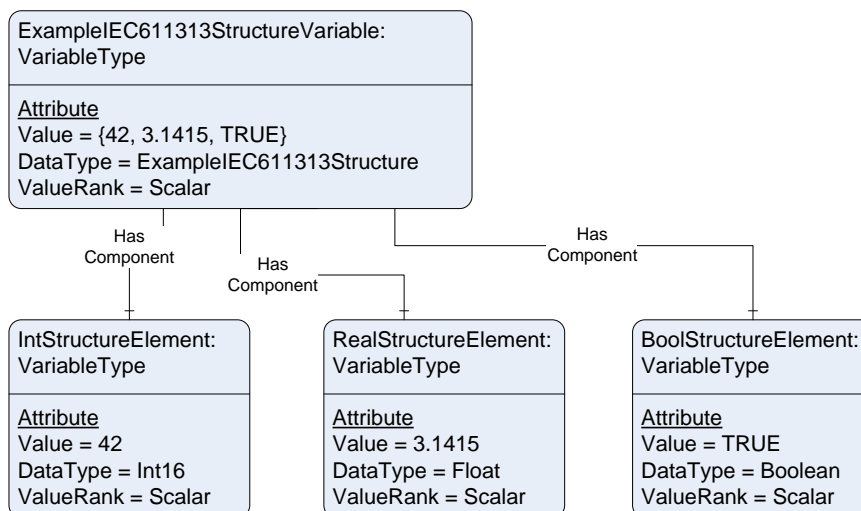 ExampleIEC611313StructureVariable:
VariableType
Attribute
Value = {42, 3.1415, TRUE}
DataType = ExampleIEC611313Structure
ValueRank = Scalar
Has
Component
Has
Component
Has
Component
IntStructureElement:
VariableType
Attribute
Value = 42
DataType = Int16
ValueRank = Scalar
RealStructureElement:
VariableType
Attribute
Value = 3.1415
DataType = Float
ValueRank = Scalar
BoolStructureElement:
VariableType
Attribute
Value = TRUE
DataType = Boolean
ValueRank = Scalar